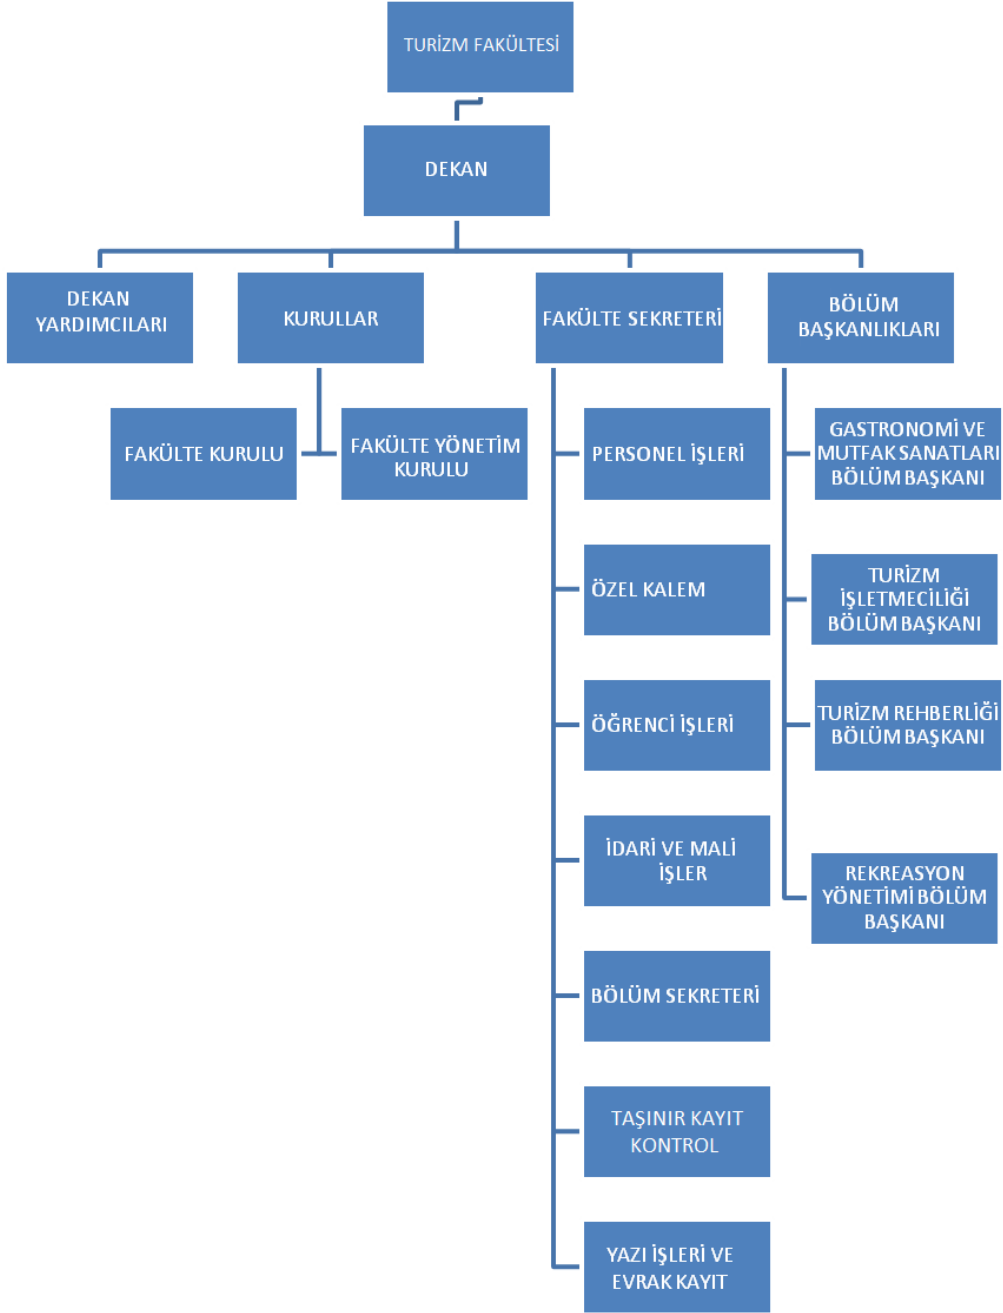 TURİZM FAKÜLTESİ
DEKAN
DEKAN
YARDIMCILARI
KURULLAR
FAKÜLTE SEKRETERİ
BÖLÜM
BAŞKANLIKLARI
FAKÜLTE KURULU
FAKÜLTE YÖNETİM
KURULU
PERSONEL İŞLERİ
ÖZEL KALEM
ÖĞRENCİ İŞLERİ
İDARİ VE MALİ
İŞLER
BÖLÜM SEKRETERİ
TAŞINIR KAYIT
KONTROL
YAZI İŞLERİ VE
EVRAK KAYIT
GASTRONOMİ VE
MUTFAK SANATLARI
BÖLÜM BAŞKANI
TURİZM
İŞLETMECİLİĞİ
BÖLÜM BAŞKANI
TURİZM REHBERLİĞİ
BÖLÜM BAŞKANI
REKREASYON
YÖNETİMİ BÖLÜM
BAŞKANI